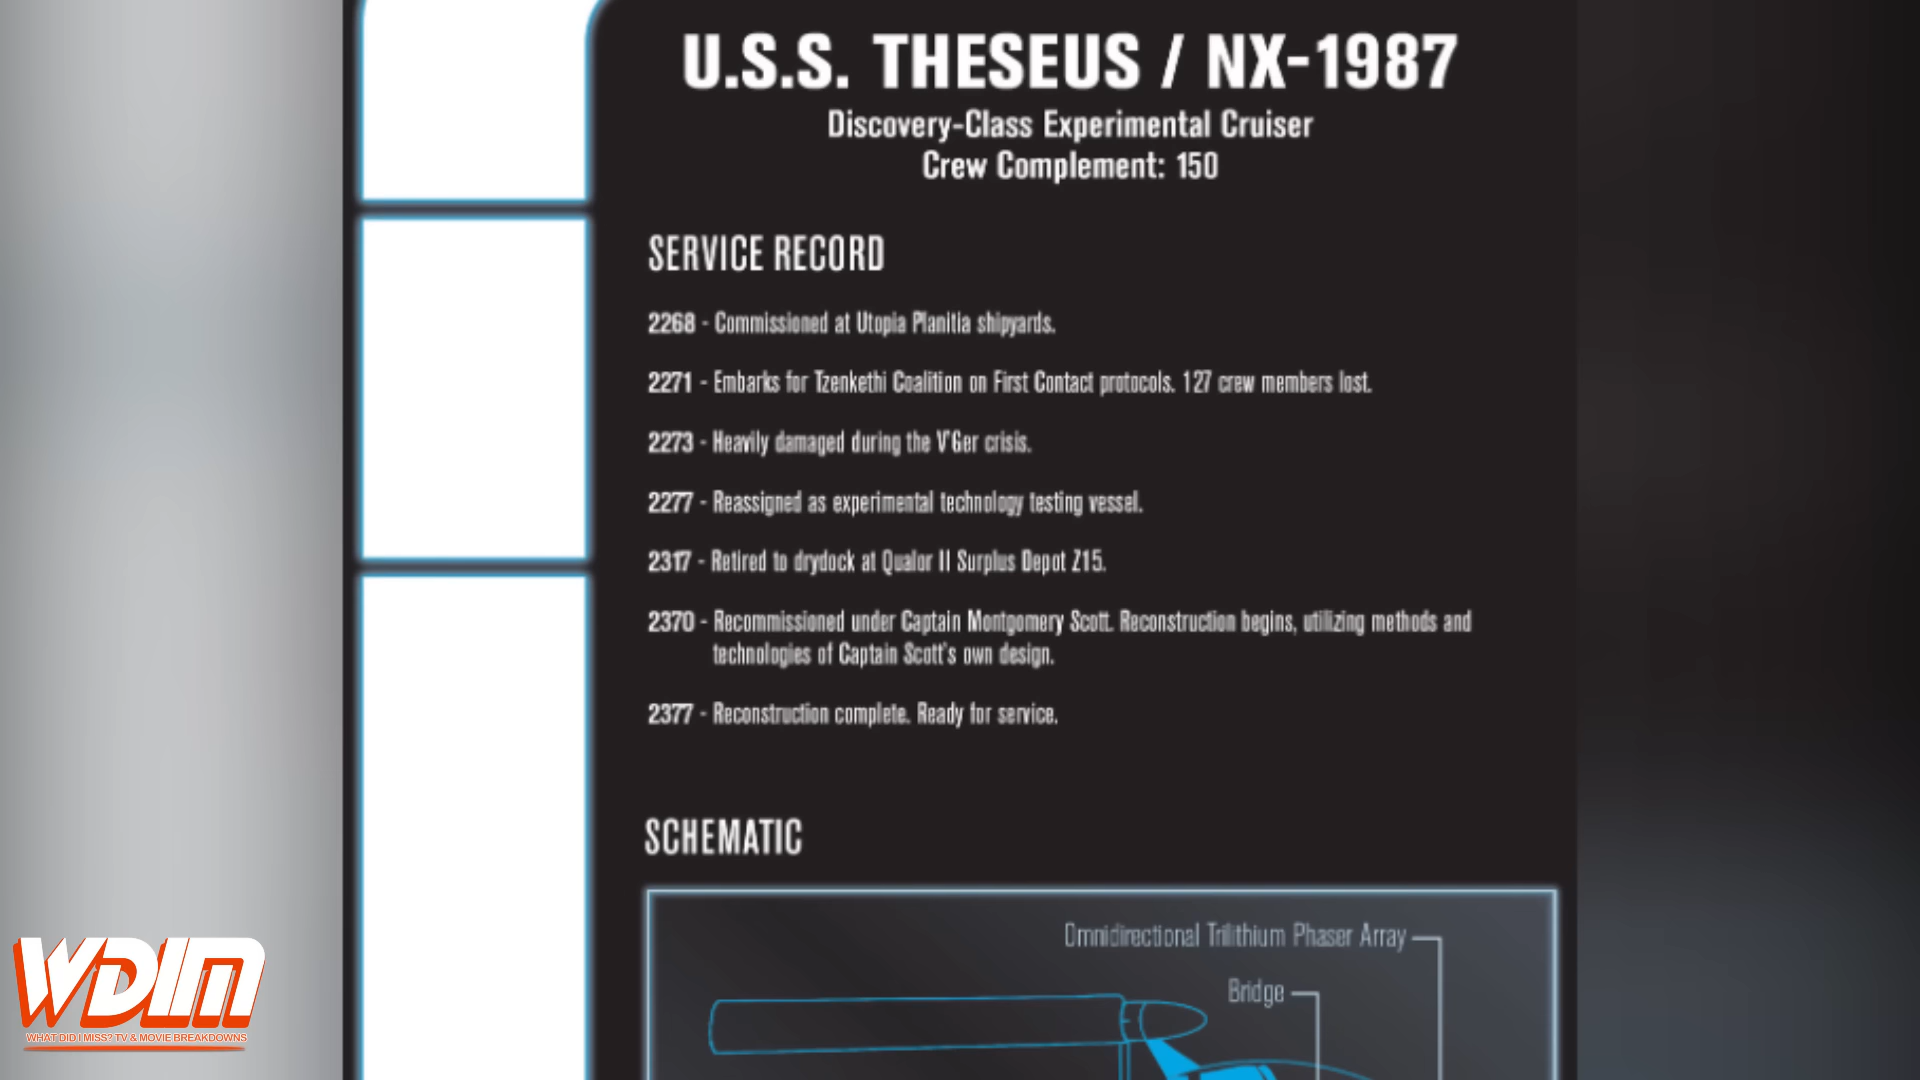 U.S.S. THESEUS / NX-1987
Discovery-Class Experimental Cruiser
Crew Complement: 150
SERVICE RECORD
2268 - Commissioned at Utopia Planitia shipyards.
2271 - Embarks for Tzenkethi Coalition on First Contact protocols. 127 crew members lost.
2273 - Heavily damaged during the V'Ger crisis.
2277 - Reassigned as experimental technology testing vessel.
2317 - Retired to drydock at Qualor II Surplus Depot Z15.
2370 - Recommissioned under Captain Montgomery Scott. Reconstruction begins, utilizing methods and
technologies of Captain Scott's own design.
2377 - Reconstruction complete. Ready for service.
SCHEMATIC
Omnidirectional Trilithium Phaser Array
Bridge
WDIM
WHAT DID I MISS? TV & MOVIE BREAKDOWNS